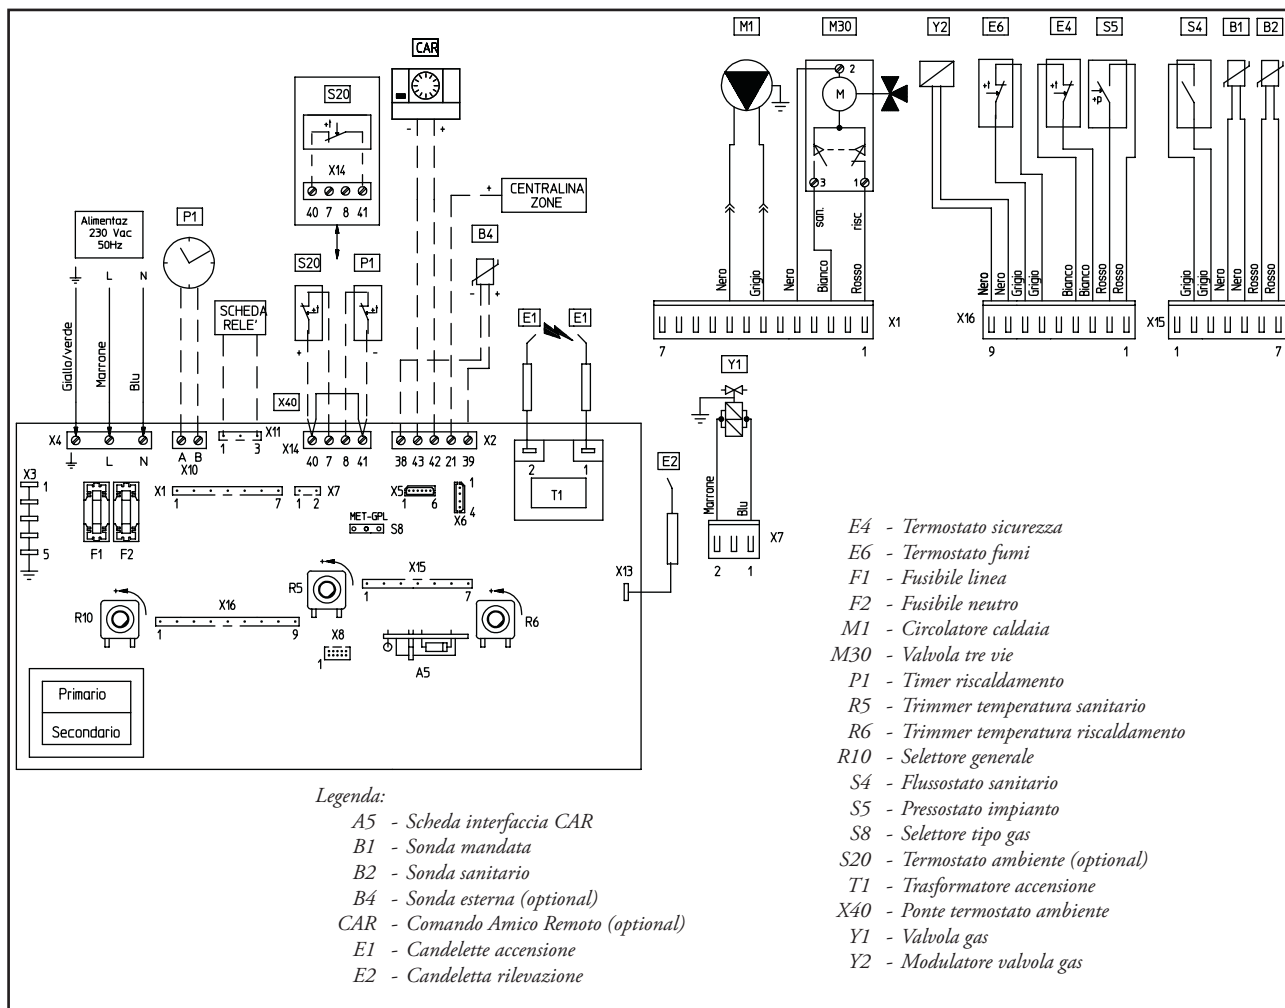 M1 M30 Y2 E6 E4 S5 S4 B1 B2
CAR
S20
+t
X14
40 7 8 41
- +
+ CENTRALINA
ZONE
2
M
+t +t +p
3 1
san. risc
Alimentaz
230 Vac
50Hz
P1
L N
SCHEDA
RELE'
S20 P1
+t +t
+ -
B4
- +
E1 E1
Giallo/verde Marrone Blu
Nero Grigio Nero Bianco Rosso
Nero Nero Grigio Grigio Bianco Bianco Rosso Rosso
Grigio Grigio Nero Nero Rosso Rosso
X1 X16 X15
7 1 9 1 1 7
Y1
X40
X4 X11 X14 X2
L N A B 1 3 40 7 8 41 38 43 42 21 39
X10
2 1
T1
E2
Marrone Blu
X7
2 1
X3 1
5
F1 F2
X1
1 7
X7
1 2
X5
1 6
X6
1
4
MET-GPL
S8
X13
R10 +
X16
1 9
R5 +
X15
1 7
R6 +
X8
1
A5
Primario
Secondario
Legenda:
A5 - Scheda interfaccia CAR
B1 - Sonda mandata
B2 - Sonda sanitario
B4 - Sonda esterna (optional)
CAR - Comando Amico Remoto (optional)
E1 - Candelette accensione
E2 - Candeletta rilevazione
E4 - Termostato sicurezza
E6 - Termostato fumi
F1 - Fusibile linea
F2 - Fusibile neutro
M1 - Circolatore caldaia
M30 - Valvola tre vie
P1 - Timer riscaldamento
R5 - Trimmer temperatura sanitario
R6 - Trimmer temperatura riscaldamento
R10 - Selettore generale
S4 - Flussostato sanitario
S5 - Pressostato impianto
S8 - Selettore tipo gas
S20 - Termostato ambiente (optional)
T1 - Trasformatore accensione
X40 - Ponte termostato ambiente
Y1 - Valvola gas
Y2 - Modulatore valvola gas